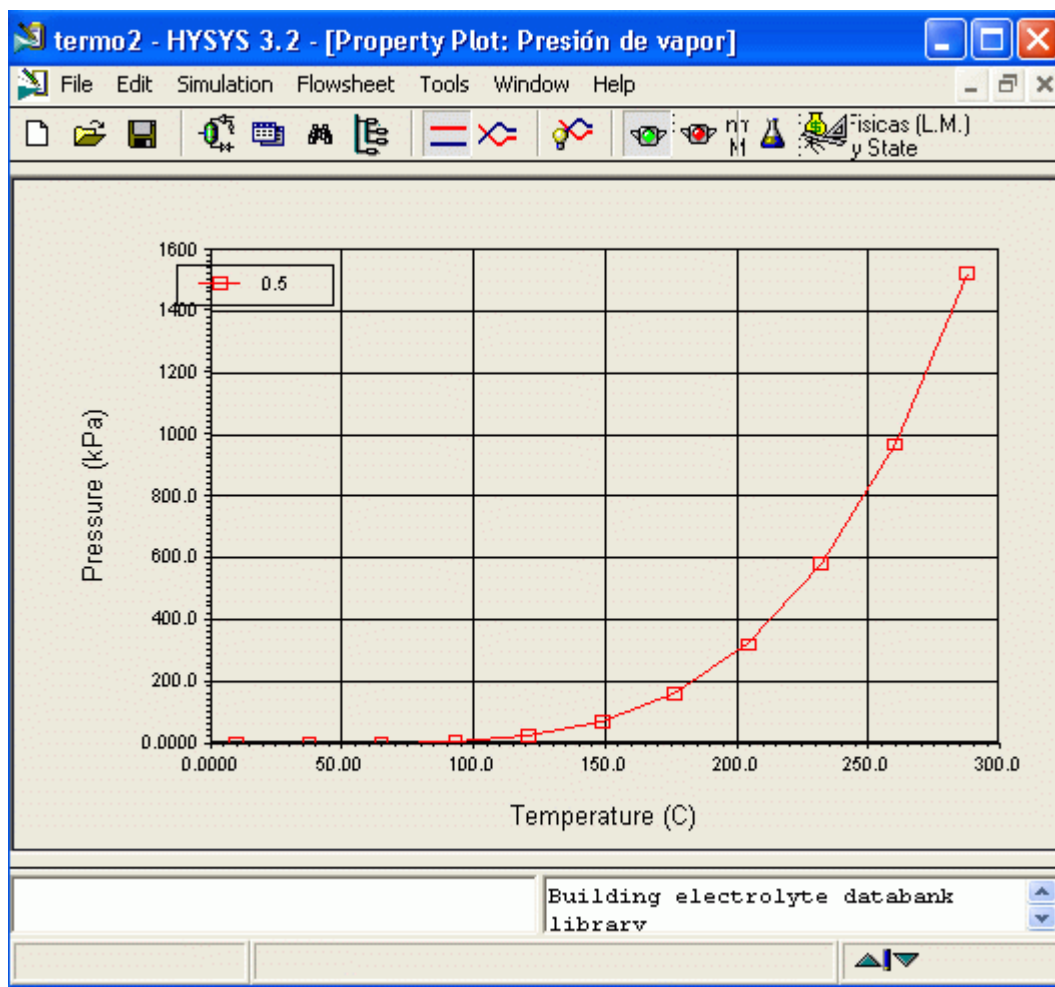 termo2 - HYSYS 3.2 - [Property Plot: Presión de vapor]
File Edit Simulation Flowsheet Tools Window Help
Físicas (L.M.)
y State
1600
0.5
1400
1200
1000
800.0
600.0
400.0
200.0
0.0000
Pressure (kPa)
0.0000 50.00 100.0 150.0 200.0 250.0 300.0
Temperature (C)
Building electrolyte databank
library